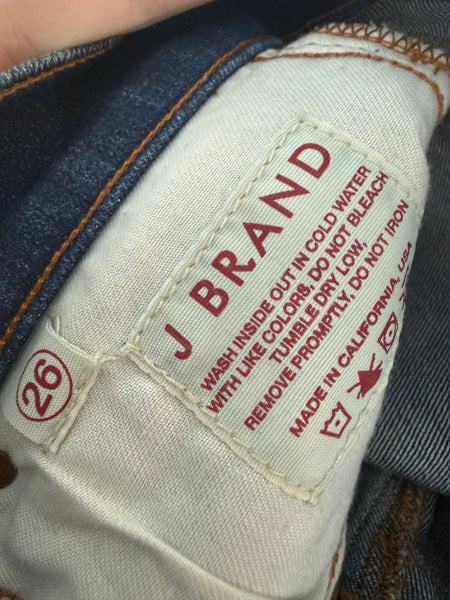 J BRAND
WASH INSIDE OUT IN COLD WATER
WITH LIKE COLORS, DO NOT BLEACH
TUMBLE DRY LOW,
REMOVE PROMPTLY, DO NOT IRON
MADE IN CALIFORNIA, USA
26